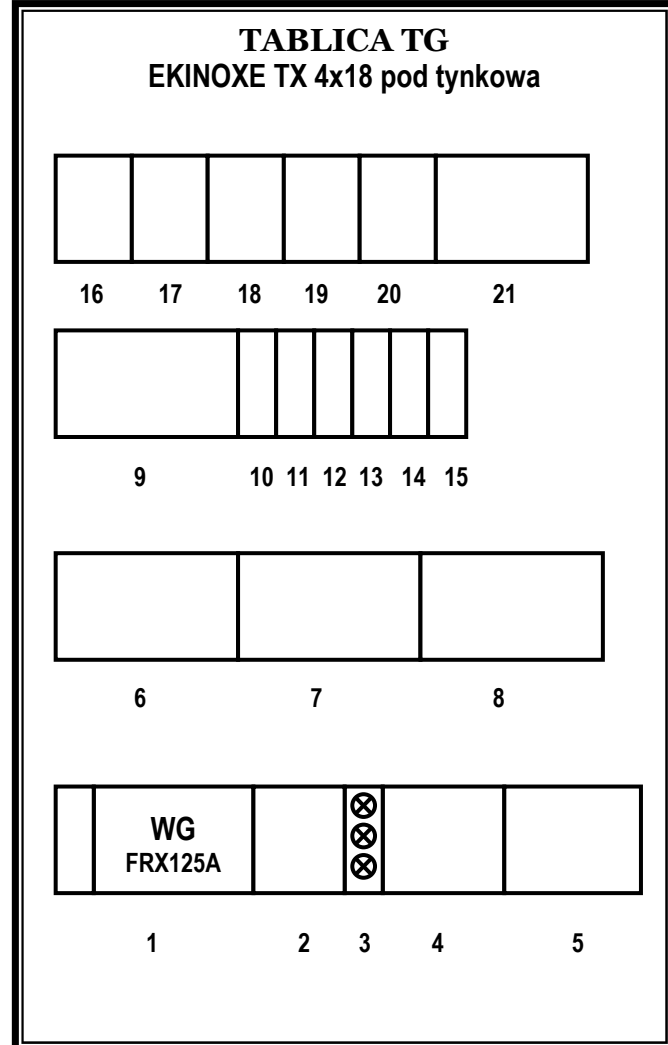 TABLICA TG
EKINOXE TX 4x18 pod tynkowa
16 17 18 19 20 21
9 10 11 12 13 14 15
6 7 8
WG
FRX125A
1 2 3 4 5